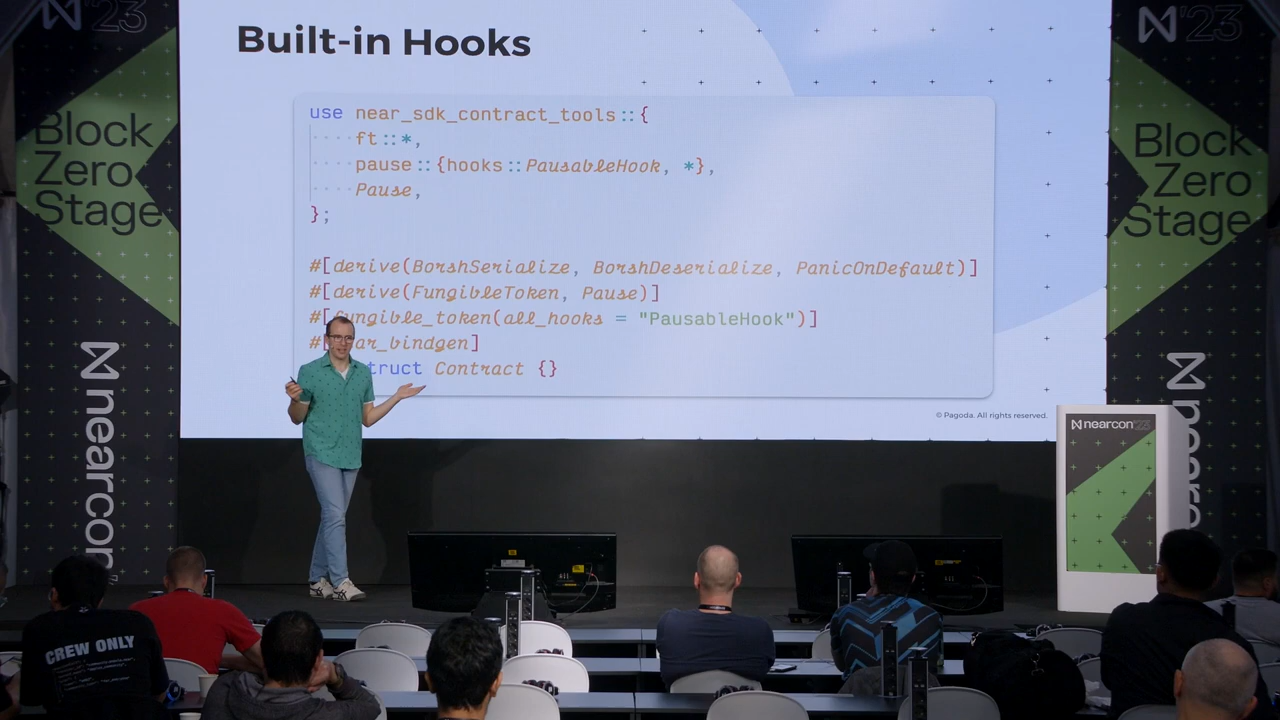 '23
Built-in Hooks
use near_sdk_contract_tools::{
····ft::*,
····pause::{hooks::PausableHook, *},
····Pause,
};
#[derive(BorshSerialize, BorshDeserialize, PanicOnDefault)]
#[derive(FungibleToken, Pause)]
#[fungible_token(all_hooks = "PausableHook")]
#[ ar_bindgen]
truct Contract {}
© Pagoda. All rights reserved.
Block
Zero
Stage
nearcon
'23
Block
Zero
Stage
nearcon
nearcon'23
CREW ONLY